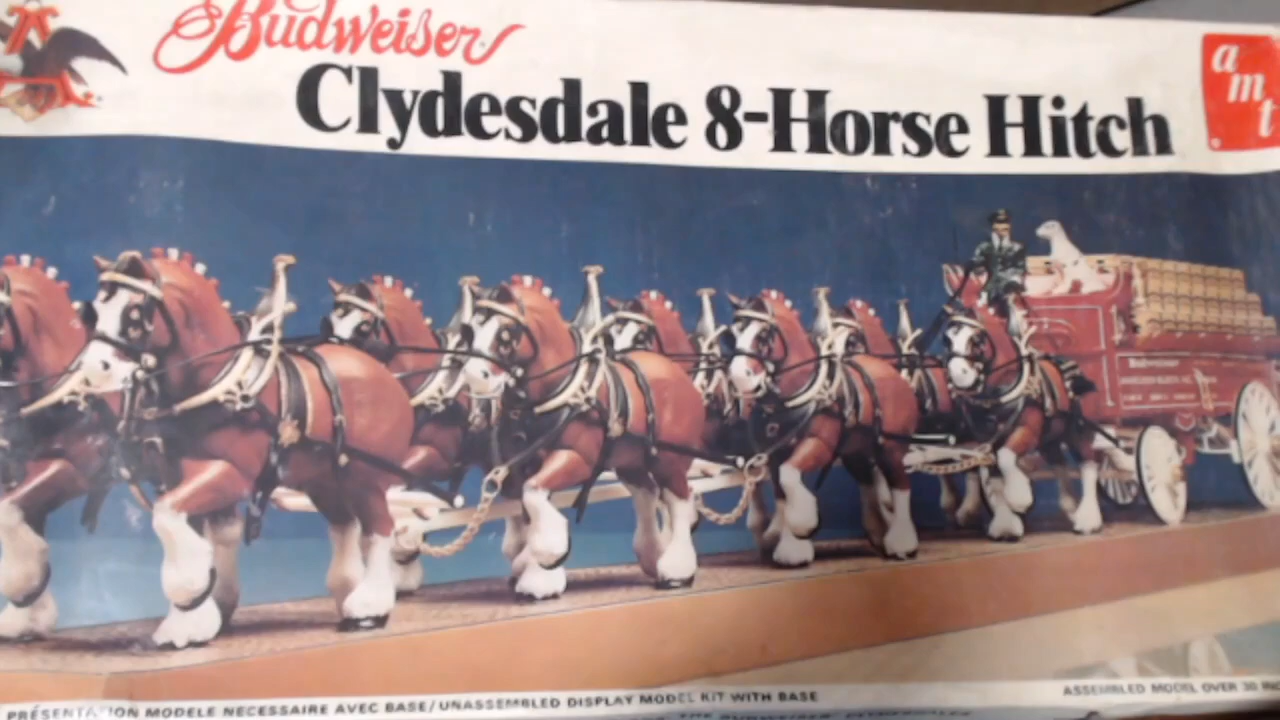 Budweiser
Clydesdale 8-Horse Hitch
amt
PRÉSENTATION MODELE NECESSAIRE AVEC BASE/UNASSEMBLED DISPLAY MODEL KIT WITH BASE
ASSEMBLED MODEL OVER 30